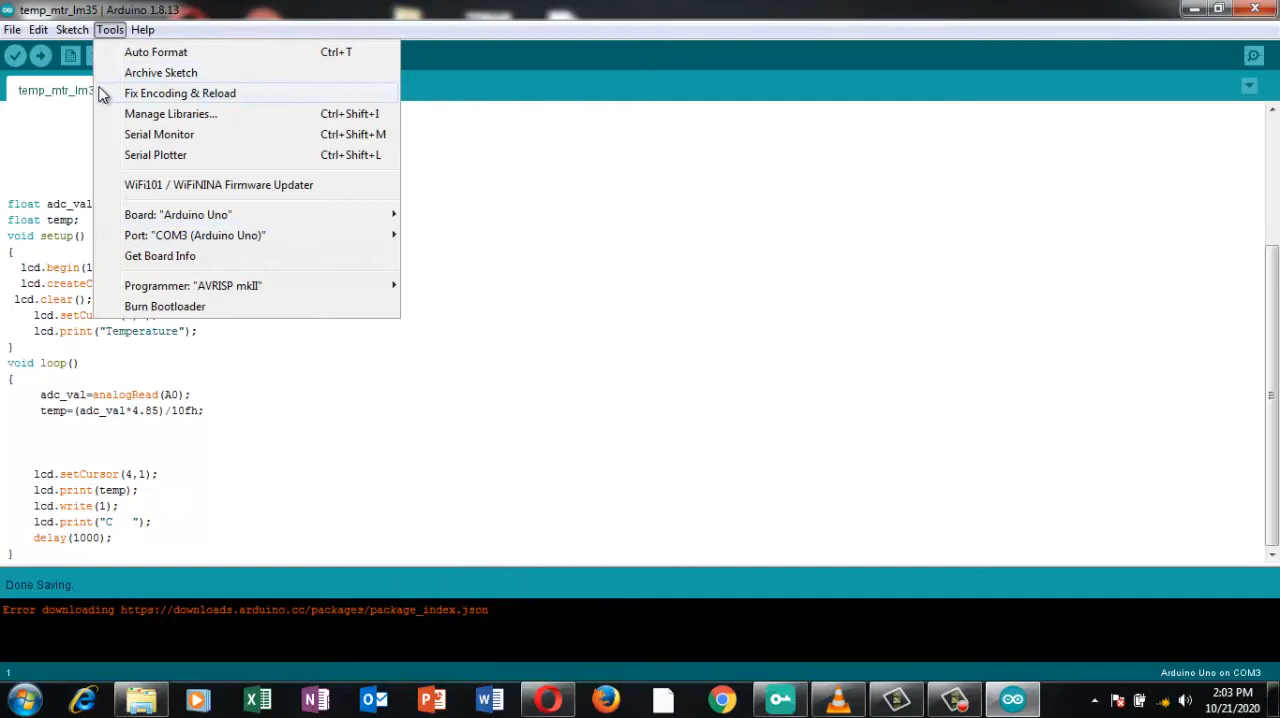 temp_mtr_lm35 | Arduino 1.8.13
File Edit Sketch Tools Help
Auto Format Ctrl+T
Archive Sketch
temp_mtr_lm3
Fix Encoding & Reload
Manage Libraries... Ctrl+Shift+I
Serial Monitor Ctrl+Shift+M
Serial Plotter Ctrl+Shift+L
WiFi101 / WiFiNINA Firmware Updater
Board: "Arduino Uno"
Port: "COM3 (Arduino Uno)"
Get Board Info
Programmer: "AVRISP mkII"
Burn Bootloader
float adc_val
float temp;
void setup()
{
lcd.begin(1
lcd.createC
lcd.clear();
lcd.setCu
lcd.print("Temperature");
}
void loop()
{
adc_val=analogRead(A0);
temp=(adc_val*4.85)/10fh;
lcd.setCursor(4,1);
lcd.print(temp);
lcd.write(1);
lcd.print("C   ");
delay(1000);
}
Done Saving.
Error downloading https://downloads.arduino.cc/packages/package_index.json
1
Arduino Uno on COM3
2:03 PM
10/21/2020